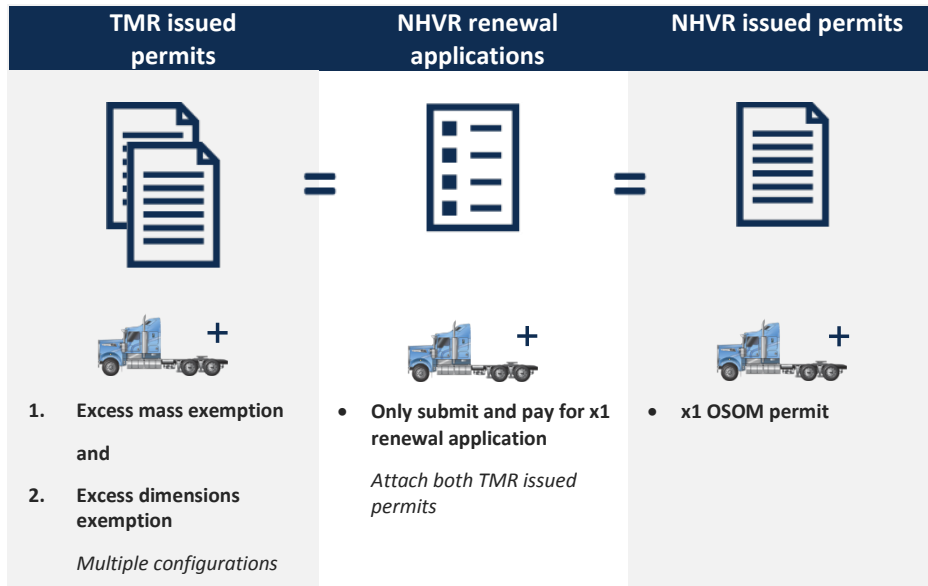 TMR issued
permits
NHVR renewal
applications
NHVR issued permits
=
=
+
+
+
1. Excess mass exemption
and
2. Excess dimensions
exemption
Multiple configurations
• Only submit and pay for x1
renewal application
Attach both TMR issued
permits
• x1 OSOM permit